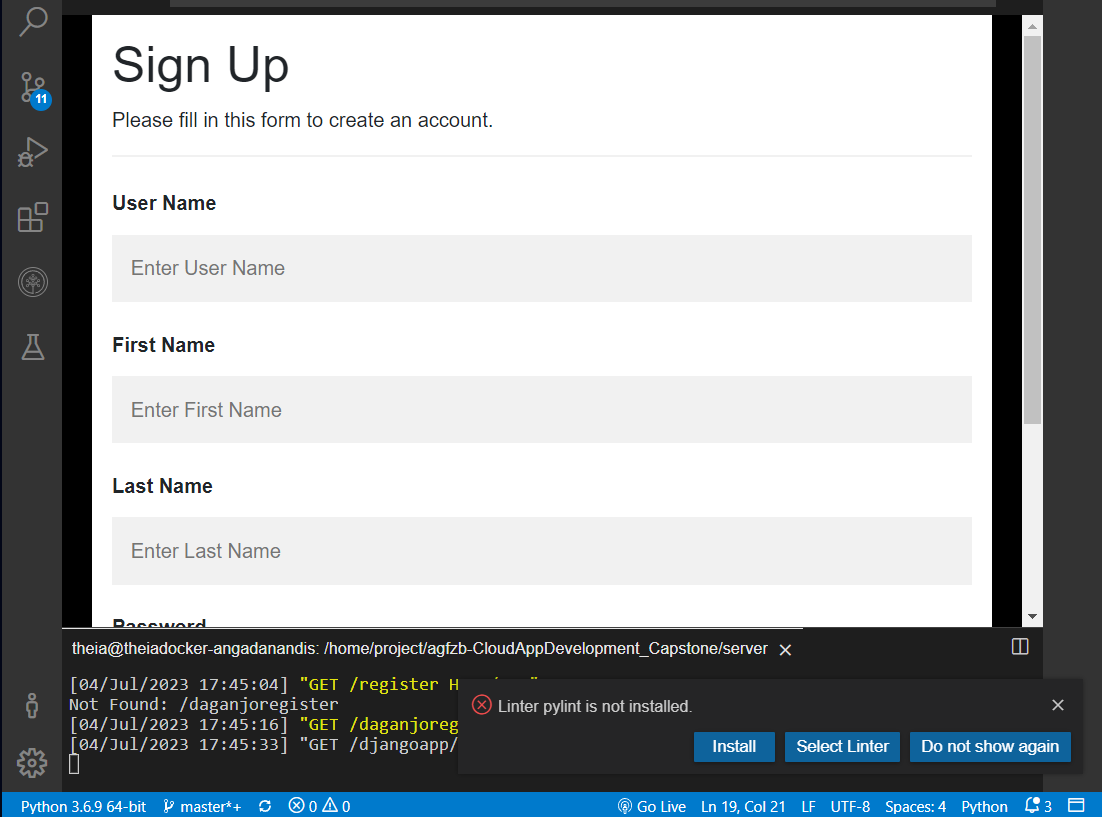 11
Sign Up
Please fill in this form to create an account.
User Name
Enter User Name
First Name
Enter First Name
Last Name
Enter Last Name
Password
theia@theiadocker-angadanandis: /home/project/agfzb-CloudAppDevelopment_Capstone/server
[04/Jul/2023 17:45:04] "GET /register
Not Found: /daganjoregister
[04/Jul/2023 17:45:16] "GET /daganjoreg
[04/Jul/2023 17:45:33] "GET /djangoapp/
Linter pylint is not installed.
Install Select Linter Do not show again
Python 3.6.9 64-bit master*+ 0 0 Go Live Ln 19, Col 21 LF UTF-8 Spaces: 4 Python 3